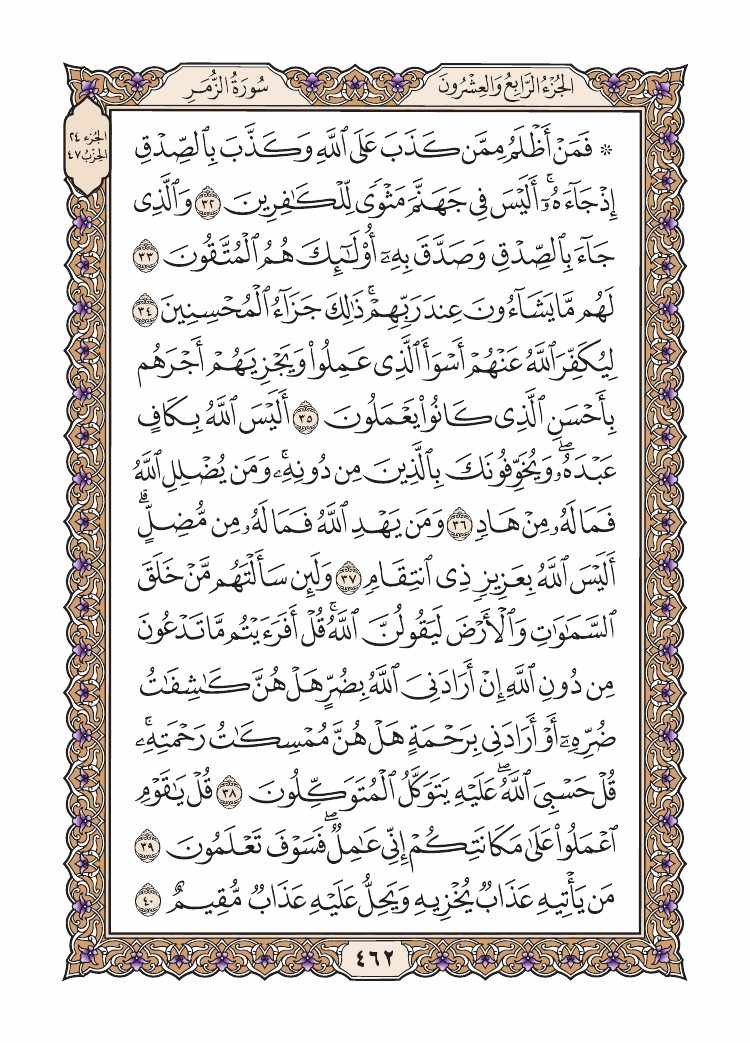 سُورَةُ الزُّمَرِ
الجُزْءُ الرَّابِعُ وَالعِشْرُونَ
الجُزء ٢٤
الحِزب ٤٧
۞ فَمَنْ أَظْلَمُ مِمَّن كَذَبَ عَلَى ٱللَّهِ وَكَذَّبَ بِٱلصِّدْقِ
إِذْ جَآءَهُۥٓۚ أَلَيْسَ فِى جَهَنَّمَ مَثْوًى لِّلْكَٰفِرِينَ ٣٢ وَٱلَّذِى
جَآءَ بِٱلصِّدْقِ وَصَدَّقَ بِهِۦٓ أُو۟لَٰٓئِكَ هُمُ ٱلْمُتَّقُونَ ٣٣
لَهُم مَّا يَشَآءُونَ عِندَ رَبِّهِمْۚ ذَٰلِكَ جَزَآءُ ٱلْمُحْسِنِينَ ٣٤
لِيُكَفِّرَ ٱللَّهُ عَنْهُمْ أَسْوَأَ ٱلَّذِى عَمِلُوا۟ وَيَجْزِيَهُمْ أَجْرَهُم
بِأَحْسَنِ ٱلَّذِى كَانُوا۟ يَعْمَلُونَ ٣٥ أَلَيْسَ ٱللَّهُ بِكَافٍ
عَبْدَهُۥۖ وَيُخَوِّفُونَكَ بِٱلَّذِينَ مِن دُونِهِۦۚ وَمَن يُضْلِلِ ٱللَّهُ
فَمَا لَهُۥ مِنْ هَادٍ ٣٦ وَمَن يَهْدِ ٱللَّهُ فَمَا لَهُۥ مِن مُّضِلٍّۗ
أَلَيْسَ ٱللَّهُ بِعَزِيزٍ ذِى ٱنتِقَامٍ ٣٧ وَلَئِن سَأَلْتَهُم مَّنْ خَلَقَ
ٱلسَّمَٰوَٰتِ وَٱلْأَرْضَ لَيَقُولُنَّ ٱللَّهُۚ قُلْ أَفَرَءَيْتُم مَّا تَدْعُونَ
مِن دُونِ ٱللَّهِ إِنْ أَرَادَنِىَ ٱللَّهُ بِضُرٍّ هَلْ هُنَّ كَٰشِفَٰتُ
ضُرِّهِۦٓ أَوْ أَرَادَنِى بِرَحْمَةٍ هَلْ هُنَّ مُمْسِكَٰتُ رَحْمَتِهِۦۚ
قُلْ حَسْبِىَ ٱللَّهُۖ عَلَيْهِ يَتَوَكَّلُ ٱلْمُتَوَكِّلُونَ ٣٨ قُلْ يَٰقَوْمِ
ٱعْمَلُوا۟ عَلَىٰ مَكَانَتِكُمْ إِنِّى عَٰمِلٌۖ فَسَوْفَ تَعْلَمُونَ ٣٩
مَن يَأْتِيهِ عَذَابٌ يُخْزِيهِ وَيَحِلُّ عَلَيْهِ عَذَابٌ مُّقِيمٌ ٤٠
٤٦٢